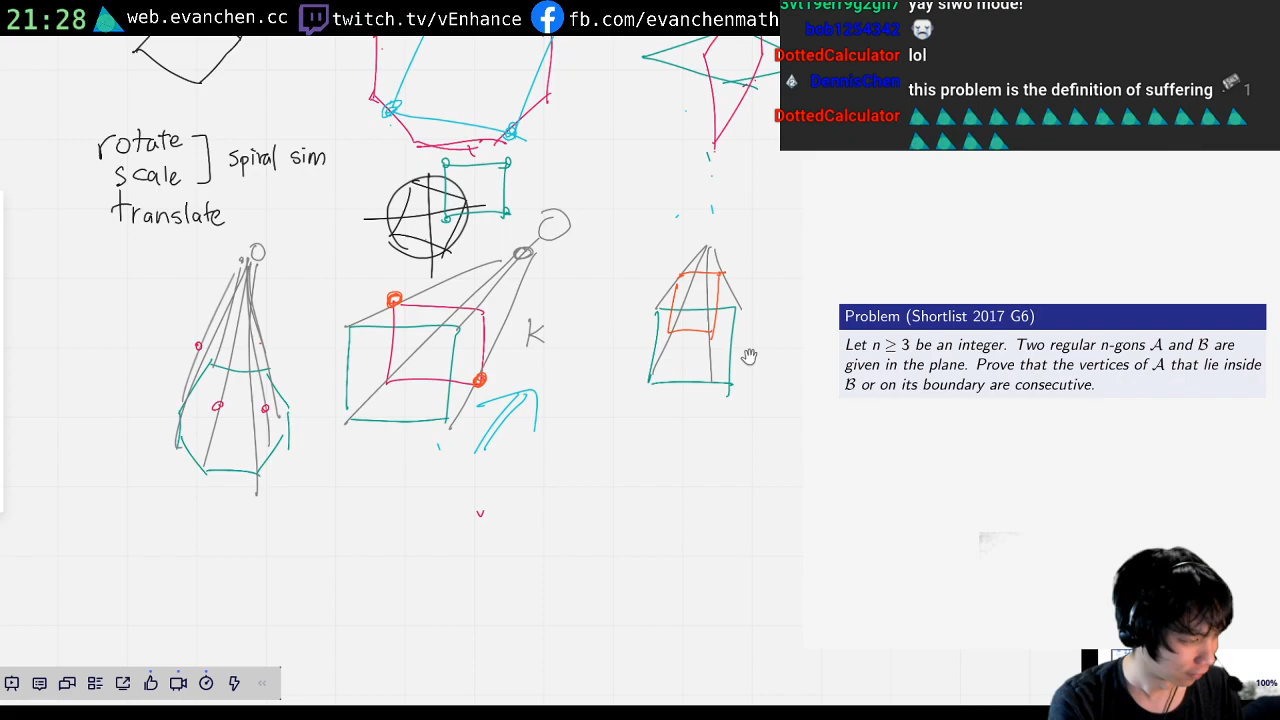 21:28 web.evanchen.cc twitch.tv/vEnhance fb.com/evanchenmath
yay siwo mode!
bob1254342
DottedCalculator lol
DennisChen this problem is the definition of suffering 1
DottedCalculator
rotate
scale
spiral sim
translate
K
Problem (Shortlist 2017 G6)
Let n ≥ 3 be an integer. Two regular n-gons 𝒜 and ℬ are
given in the plane. Prove that the vertices of 𝒜 that lie inside
ℬ or on its boundary are consecutive.
100%